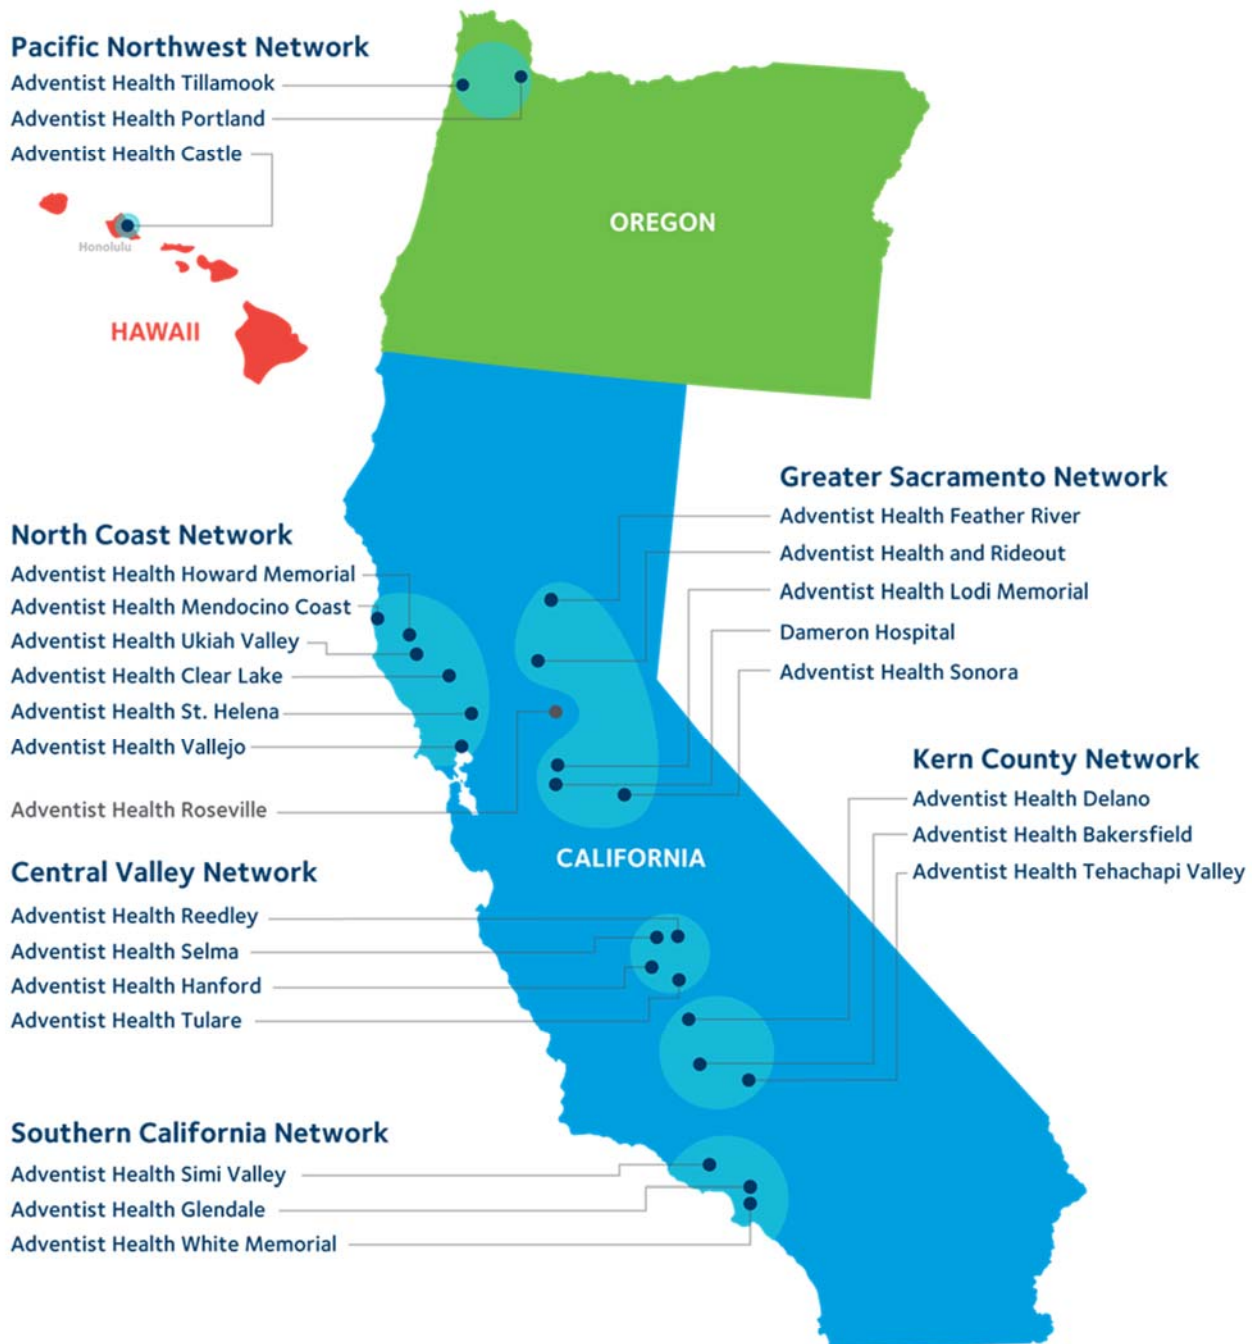 Pacific Northwest Network
Adventist Health Tillamook
Adventist Health Portland
Adventist Health Castle
Honolulu
HAWAII
OREGON
Greater Sacramento Network
Adventist Health Feather River
Adventist Health and Rideout
Adventist Health Lodi Memorial
Dameron Hospital
Adventist Health Sonora
North Coast Network
Adventist Health Howard Memorial
Adventist Health Mendocino Coast
Adventist Health Ukiah Valley
Adventist Health Clear Lake
Adventist Health St. Helena
Adventist Health Vallejo
Adventist Health Roseville
CALIFORNIA
Kern County Network
Adventist Health Delano
Adventist Health Bakersfield
Adventist Health Tehachapi Valley
Central Valley Network
Adventist Health Reedley
Adventist Health Selma
Adventist Health Hanford
Adventist Health Tulare
Southern California Network
Adventist Health Simi Valley
Adventist Health Glendale
Adventist Health White Memorial